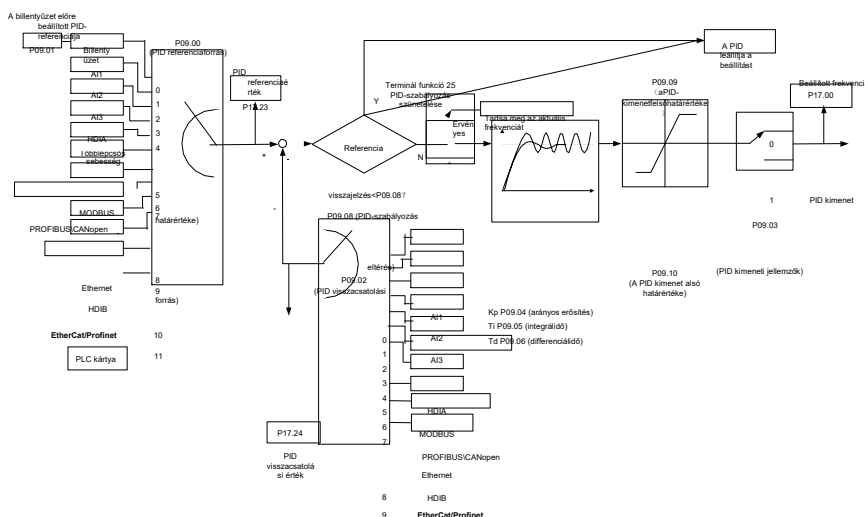 A billentyűzet előre
beállított PID-
referenciája
P09.01
Billenty
űzet
AI1
AI2
AI3
HDIA
Többlépcsős
sebesség
MODBUS
PROFIBUS\CANopen
Ethernet
HDIB
EtherCat/Profinet
PLC kártya
P09.00
(PID referenciaforrás)
0
1
2
3
4
5
6
7
8
9
10
11
határértéke)
forrás)
PID
referenciaé
rték
P17.23
+
-
-
Referencia
Y
N
visszajelzés<P09.08?
P09.08 (PID-szabályozás
eltérés)
Terminál funkció 25
PID-szabályozás
szünetelése
Érvén
yes
Tartsa meg az aktuális
frekvenciát
A PID
leállítja a
beállítást
P09.09
(aPID-
kimenetfelsőhatárértéke
)
P09.10
(A PID kimenet alsó
határértéke)
Beállított frekvenci
P17.00
0
1
PID kimenet
P09.03
(PID kimeneti jellemzők)
P09.02
(PID visszacsatolási
Kp P09.04 (arányos erősítés)
Ti P09.05 (integrálidő)
Td P09.06 (differenciálidő)
0
1
2
3
4
5
6
7
8
9
AI1
AI2
AI3
HDIA
MODBUS
PROFIBUS\CANopen
Ethernet
HDIB
EtherCat/Profinet
P17.24
PID
visszacsatolá
si érték